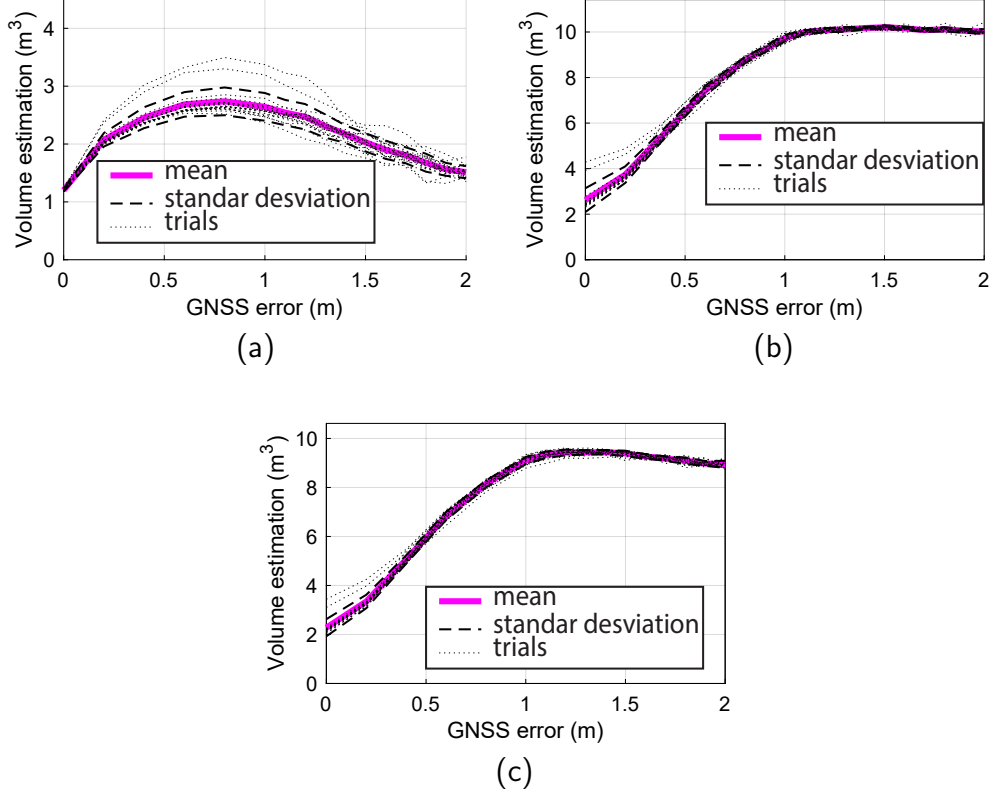 Volume estimation (m³)
4
3
2
1
0
mean
standar desviation
trials
0 0.5 1 1.5 2
GNSS error (m)
(a)
Volume estimation (m³)
10
8
6
4
2
0
mean
standar desviation
trials
0 0.5 1 1.5 2
GNSS error (m)
(b)
Volume estimation (m³)
10
8
6
4
2
0
mean
standar desviation
trials
0 0.5 1 1.5 2
GNSS error (m)
(c)